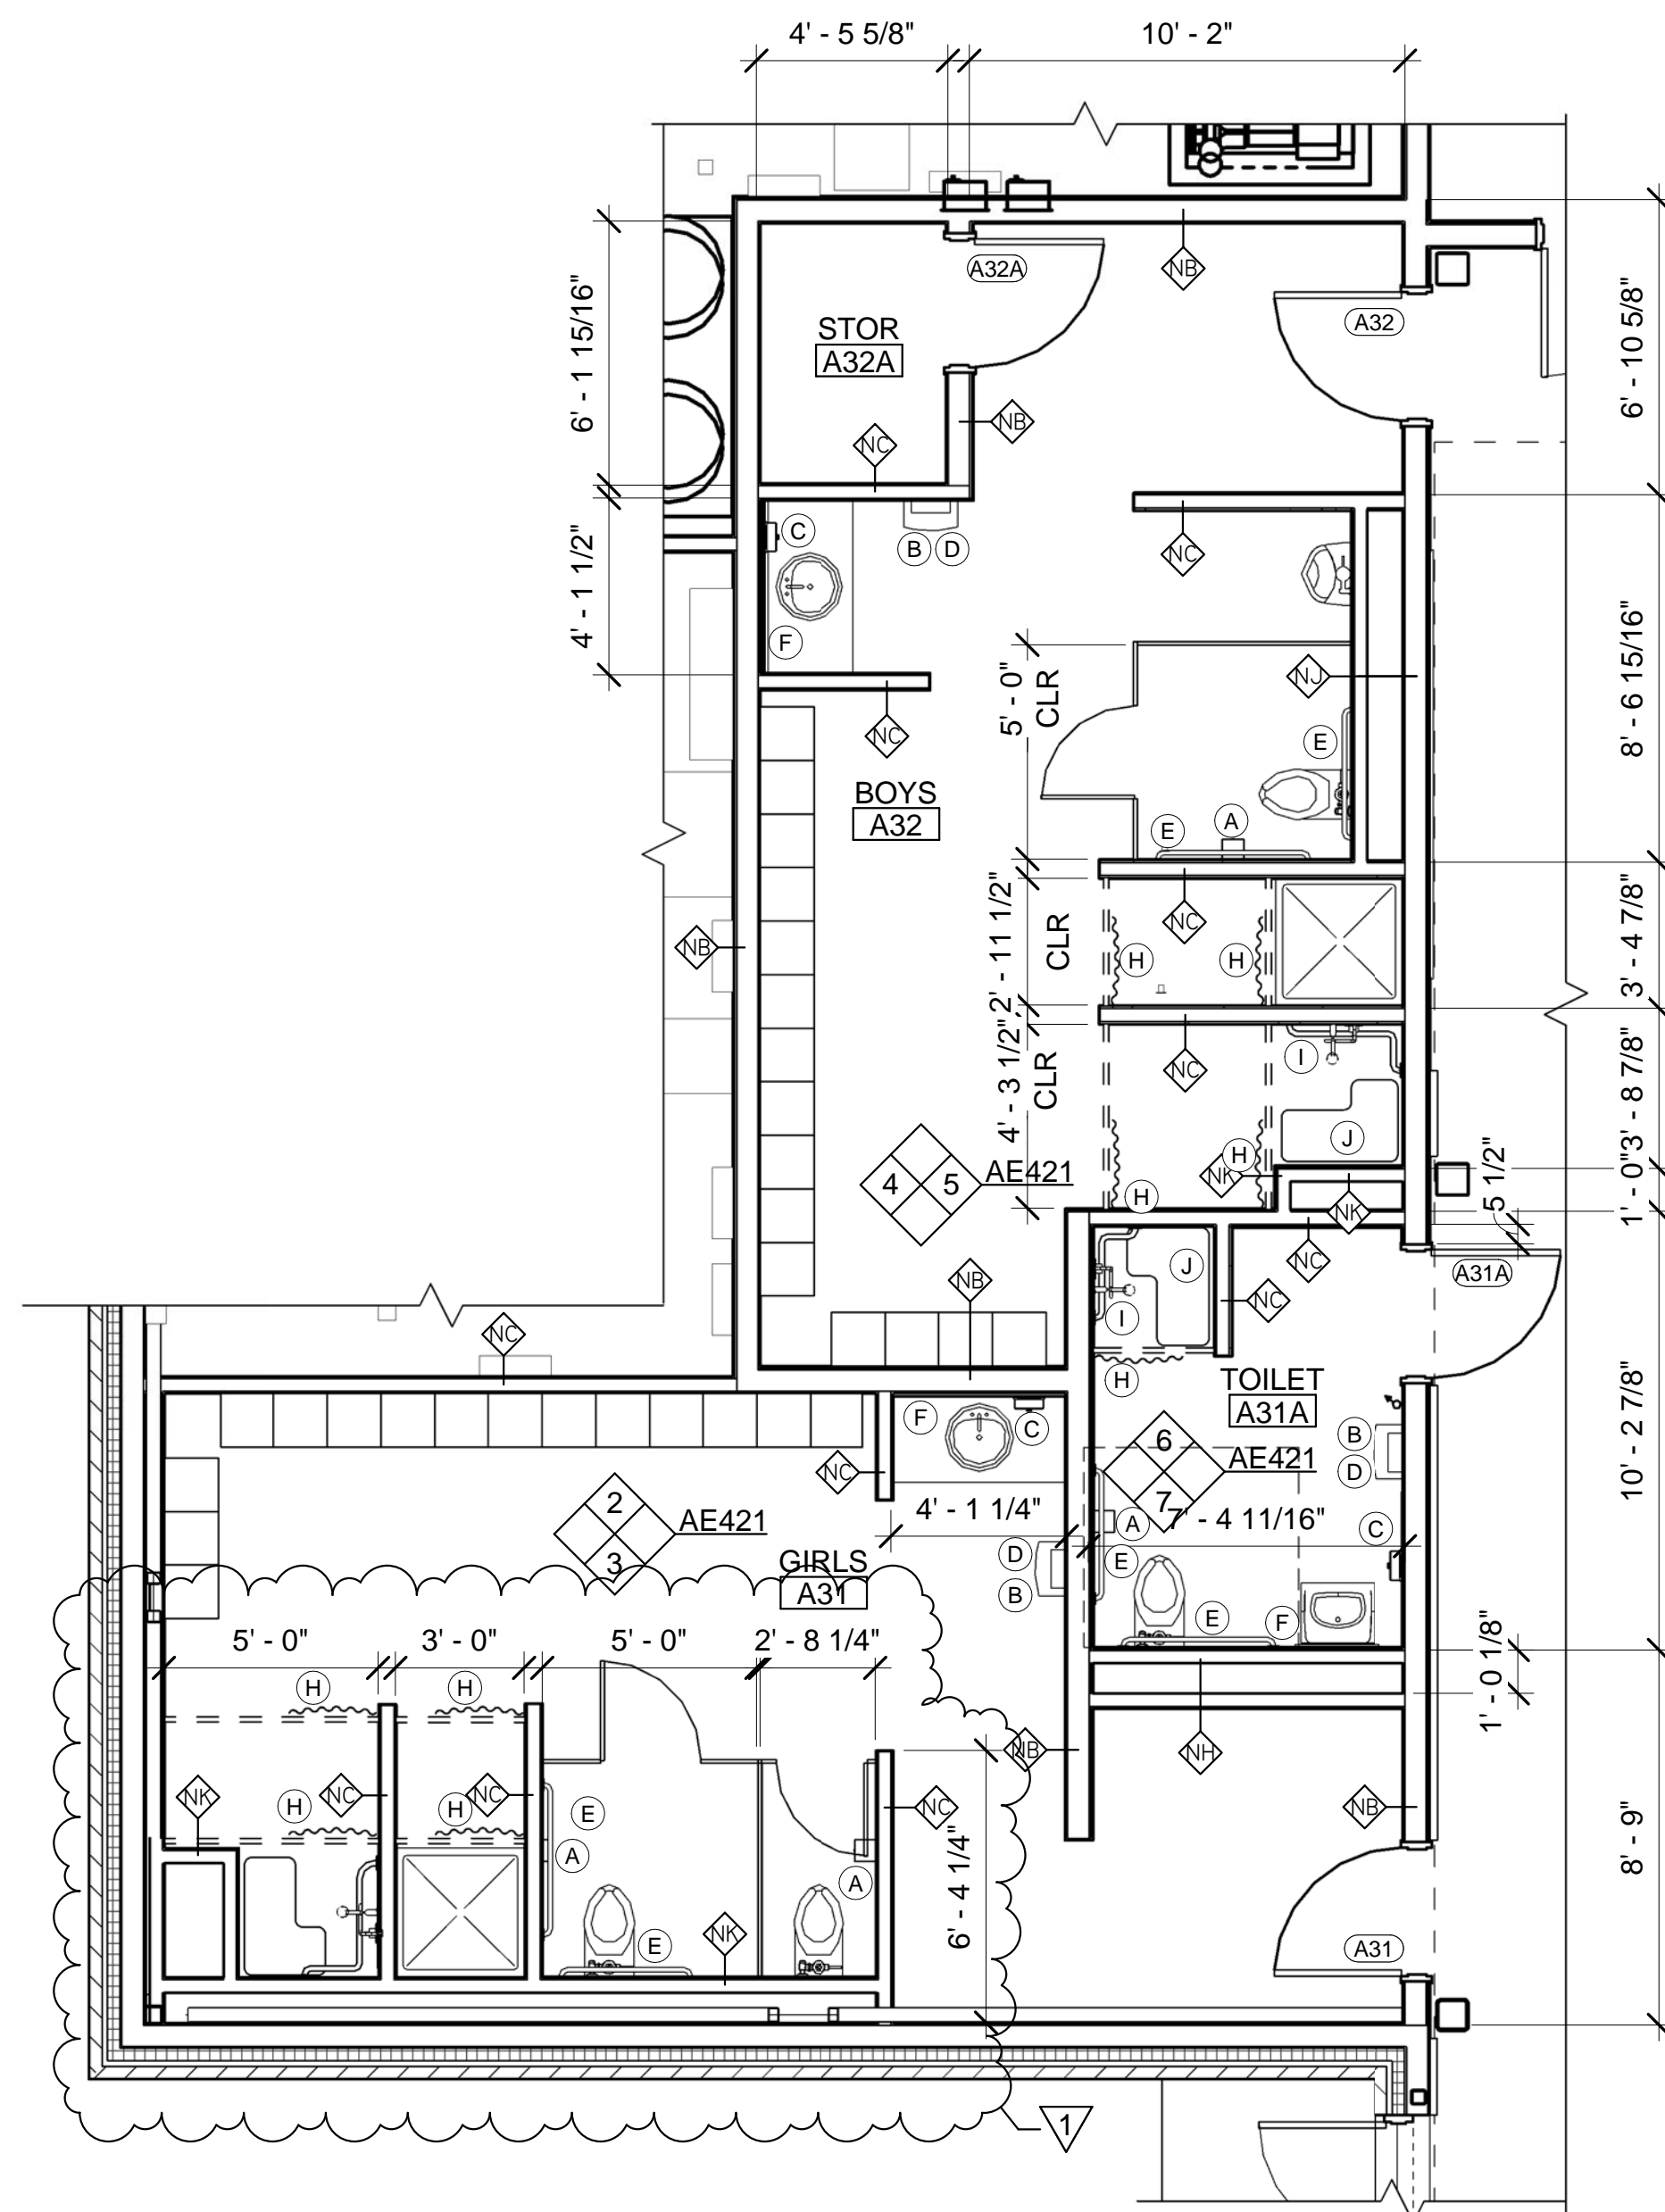 4' - 5 5/8"
10' - 2"
6' - 1 15/16"
4' - 1 1/2"
A32A
NB
A32
STOR
A32A
NB
NC
6' - 10 5/8"
C
B
D
NC
F
5' - 0"
CLR
NJ
8' - 6 15/16"
NC
E
BOYS
A32
E
A
NC
2' - 11 1/2"
CLR
3' - 4 7/8"
NB
H
H
4' - 3 1/2"
CLR
NC
I
3' - 8 7/8"
J
H
NK
4
5
AE421
H
NK
1' - 0"
5 1/2"
NC
J
A31A
NB
NC
I
NC
H
TOILET
A31A
F
C
B
6
AE421
D
NC
7
10' - 2 7/8"
2
AE421
3
4' - 1 1/4"
A
7' - 4 11/16"
C
D
E
GIRLS
A31
B
E
F
5' - 0"
3' - 0"
5' - 0"
2' - 8 1/4"
1' - 0 1/8"
H
H
NB
NH
NK
H
NC
H
NC
E
NC
NB
A
A
6' - 4 1/4"
8' - 9"
E
NK
A31
1